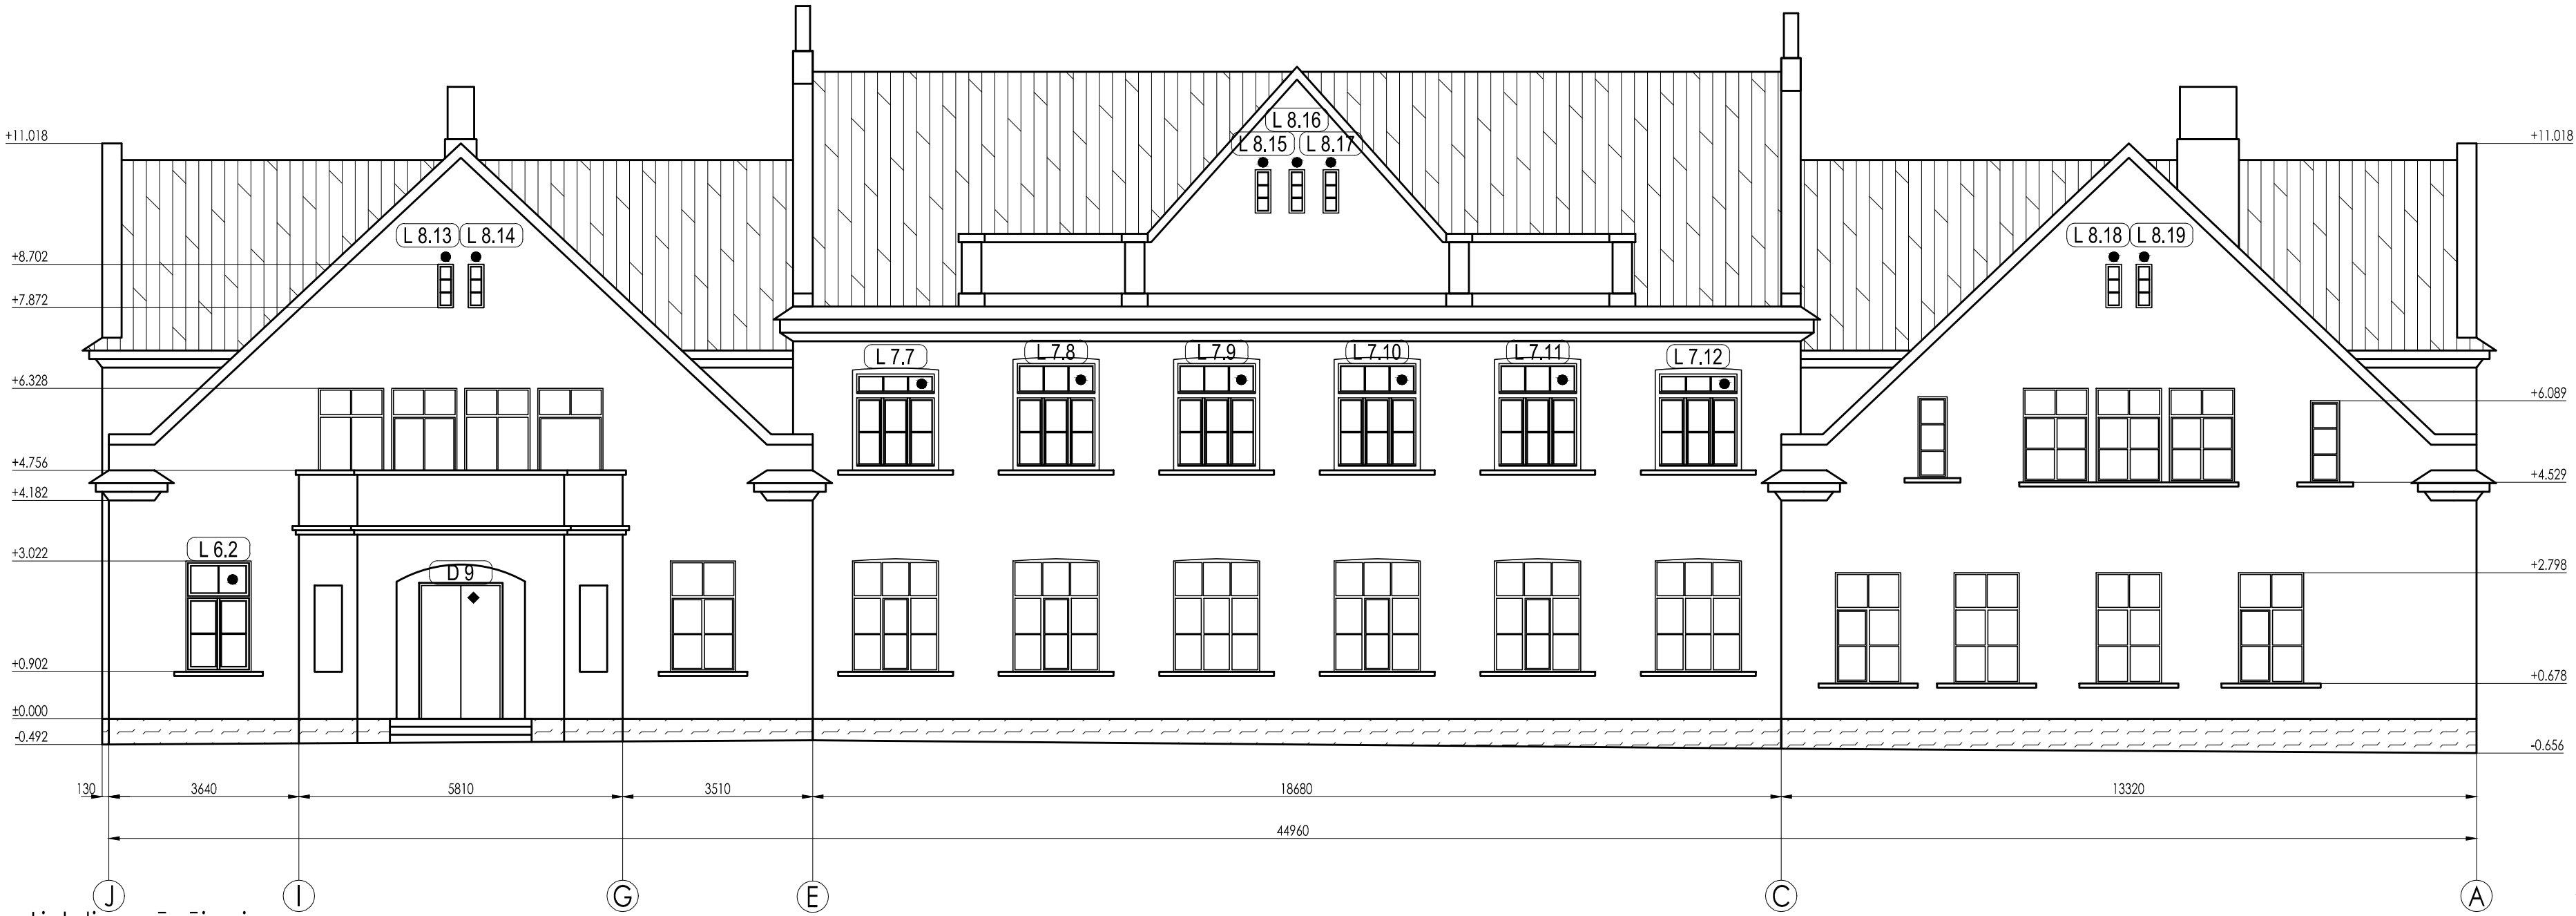 L 8.16
L 8.15 L 8.17
+11.018 +11.018
L 8.13 L 8.14 L 8.18 L 8.19
+8.702
+7.872
L 7.7 L 7.8 L 7.9 L 7.10 L 7.11 L 7.12
+6.328
+6.089
+4.756
+4.529
+4.182
L 6.2
+3.022
D 9
+2.798
+0.902
+0.678
±0.000
-0.492
-0.656
130 3640 5810 3510 18680 13320
44960
J I G E C A